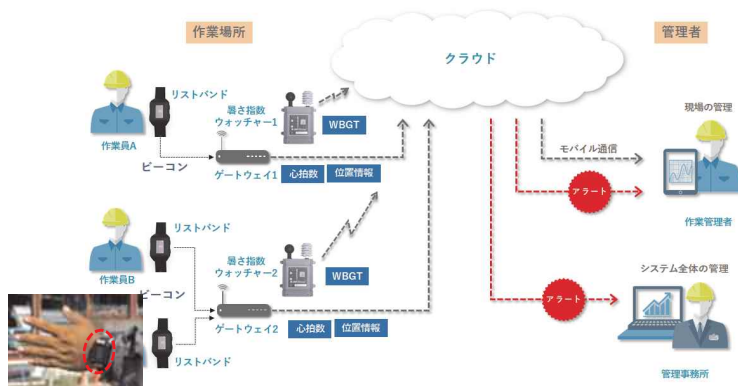 作業場所
管理者
クラウド
リストバンド
暑さ指数
ウォッチャー1
WBGT
作業員A
ビーコン
ゲートウェイ1
心拍数
位置情報
モバイル通信
アラート
現場の管理
作業管理者
リストバンド
暑さ指数
ウォッチャー2
WBGT
作業員B
ビーコン
ゲートウェイ2
心拍数
位置情報
リストバンド
システム全体の管理
アラート
管理事務所